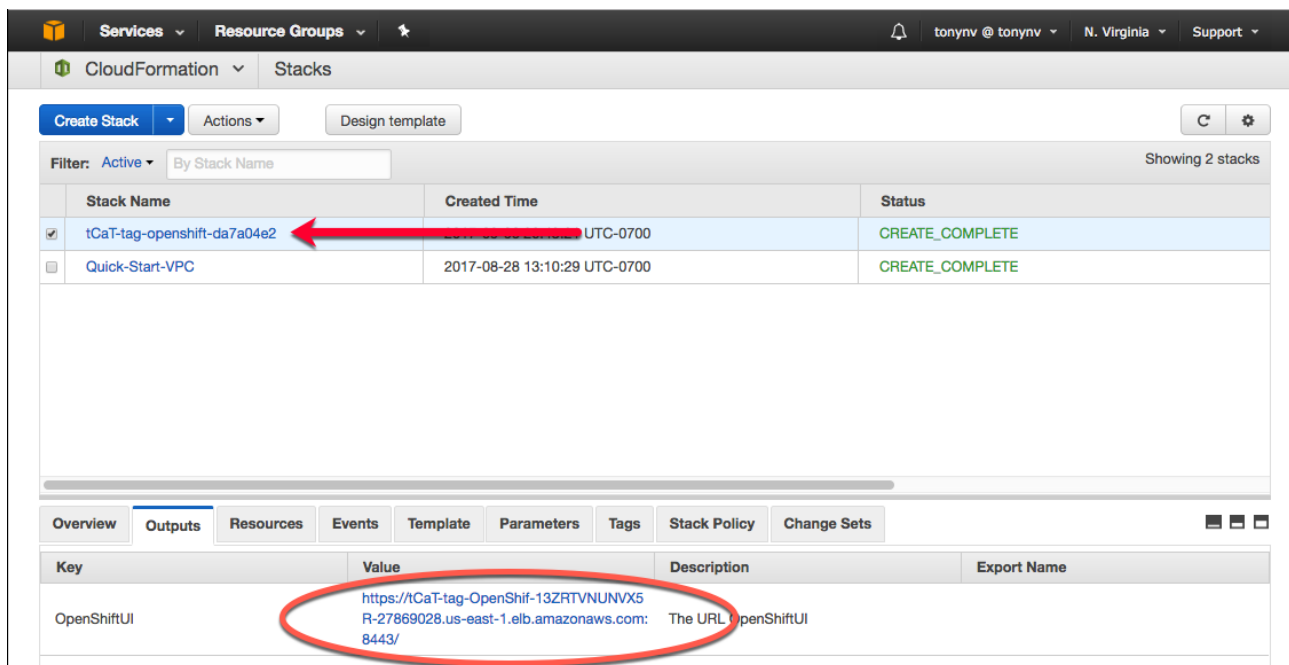 Services Resource Groups tonynv @ tonynv N. Virginia Support
CloudFormation Stacks
Create Stack Actions Design template
Filter: Active By Stack Name Showing 2 stacks
Stack Name Created Time Status
tCaT-tag-openshift-da7a04e2 UTC-0700 CREATE_COMPLETE
Quick-Start-VPC 2017-08-28 13:10:29 UTC-0700 CREATE_COMPLETE
Overview Outputs Resources Events Template Parameters Tags Stack Policy Change Sets
Key Value Description Export Name
https://tCaT-tag-OpenShif-13ZRTVNUNVX5
OpenShiftUI R-27869028.us-east-1.elb.amazonaws.com: The URL OpenShiftUI
8443/